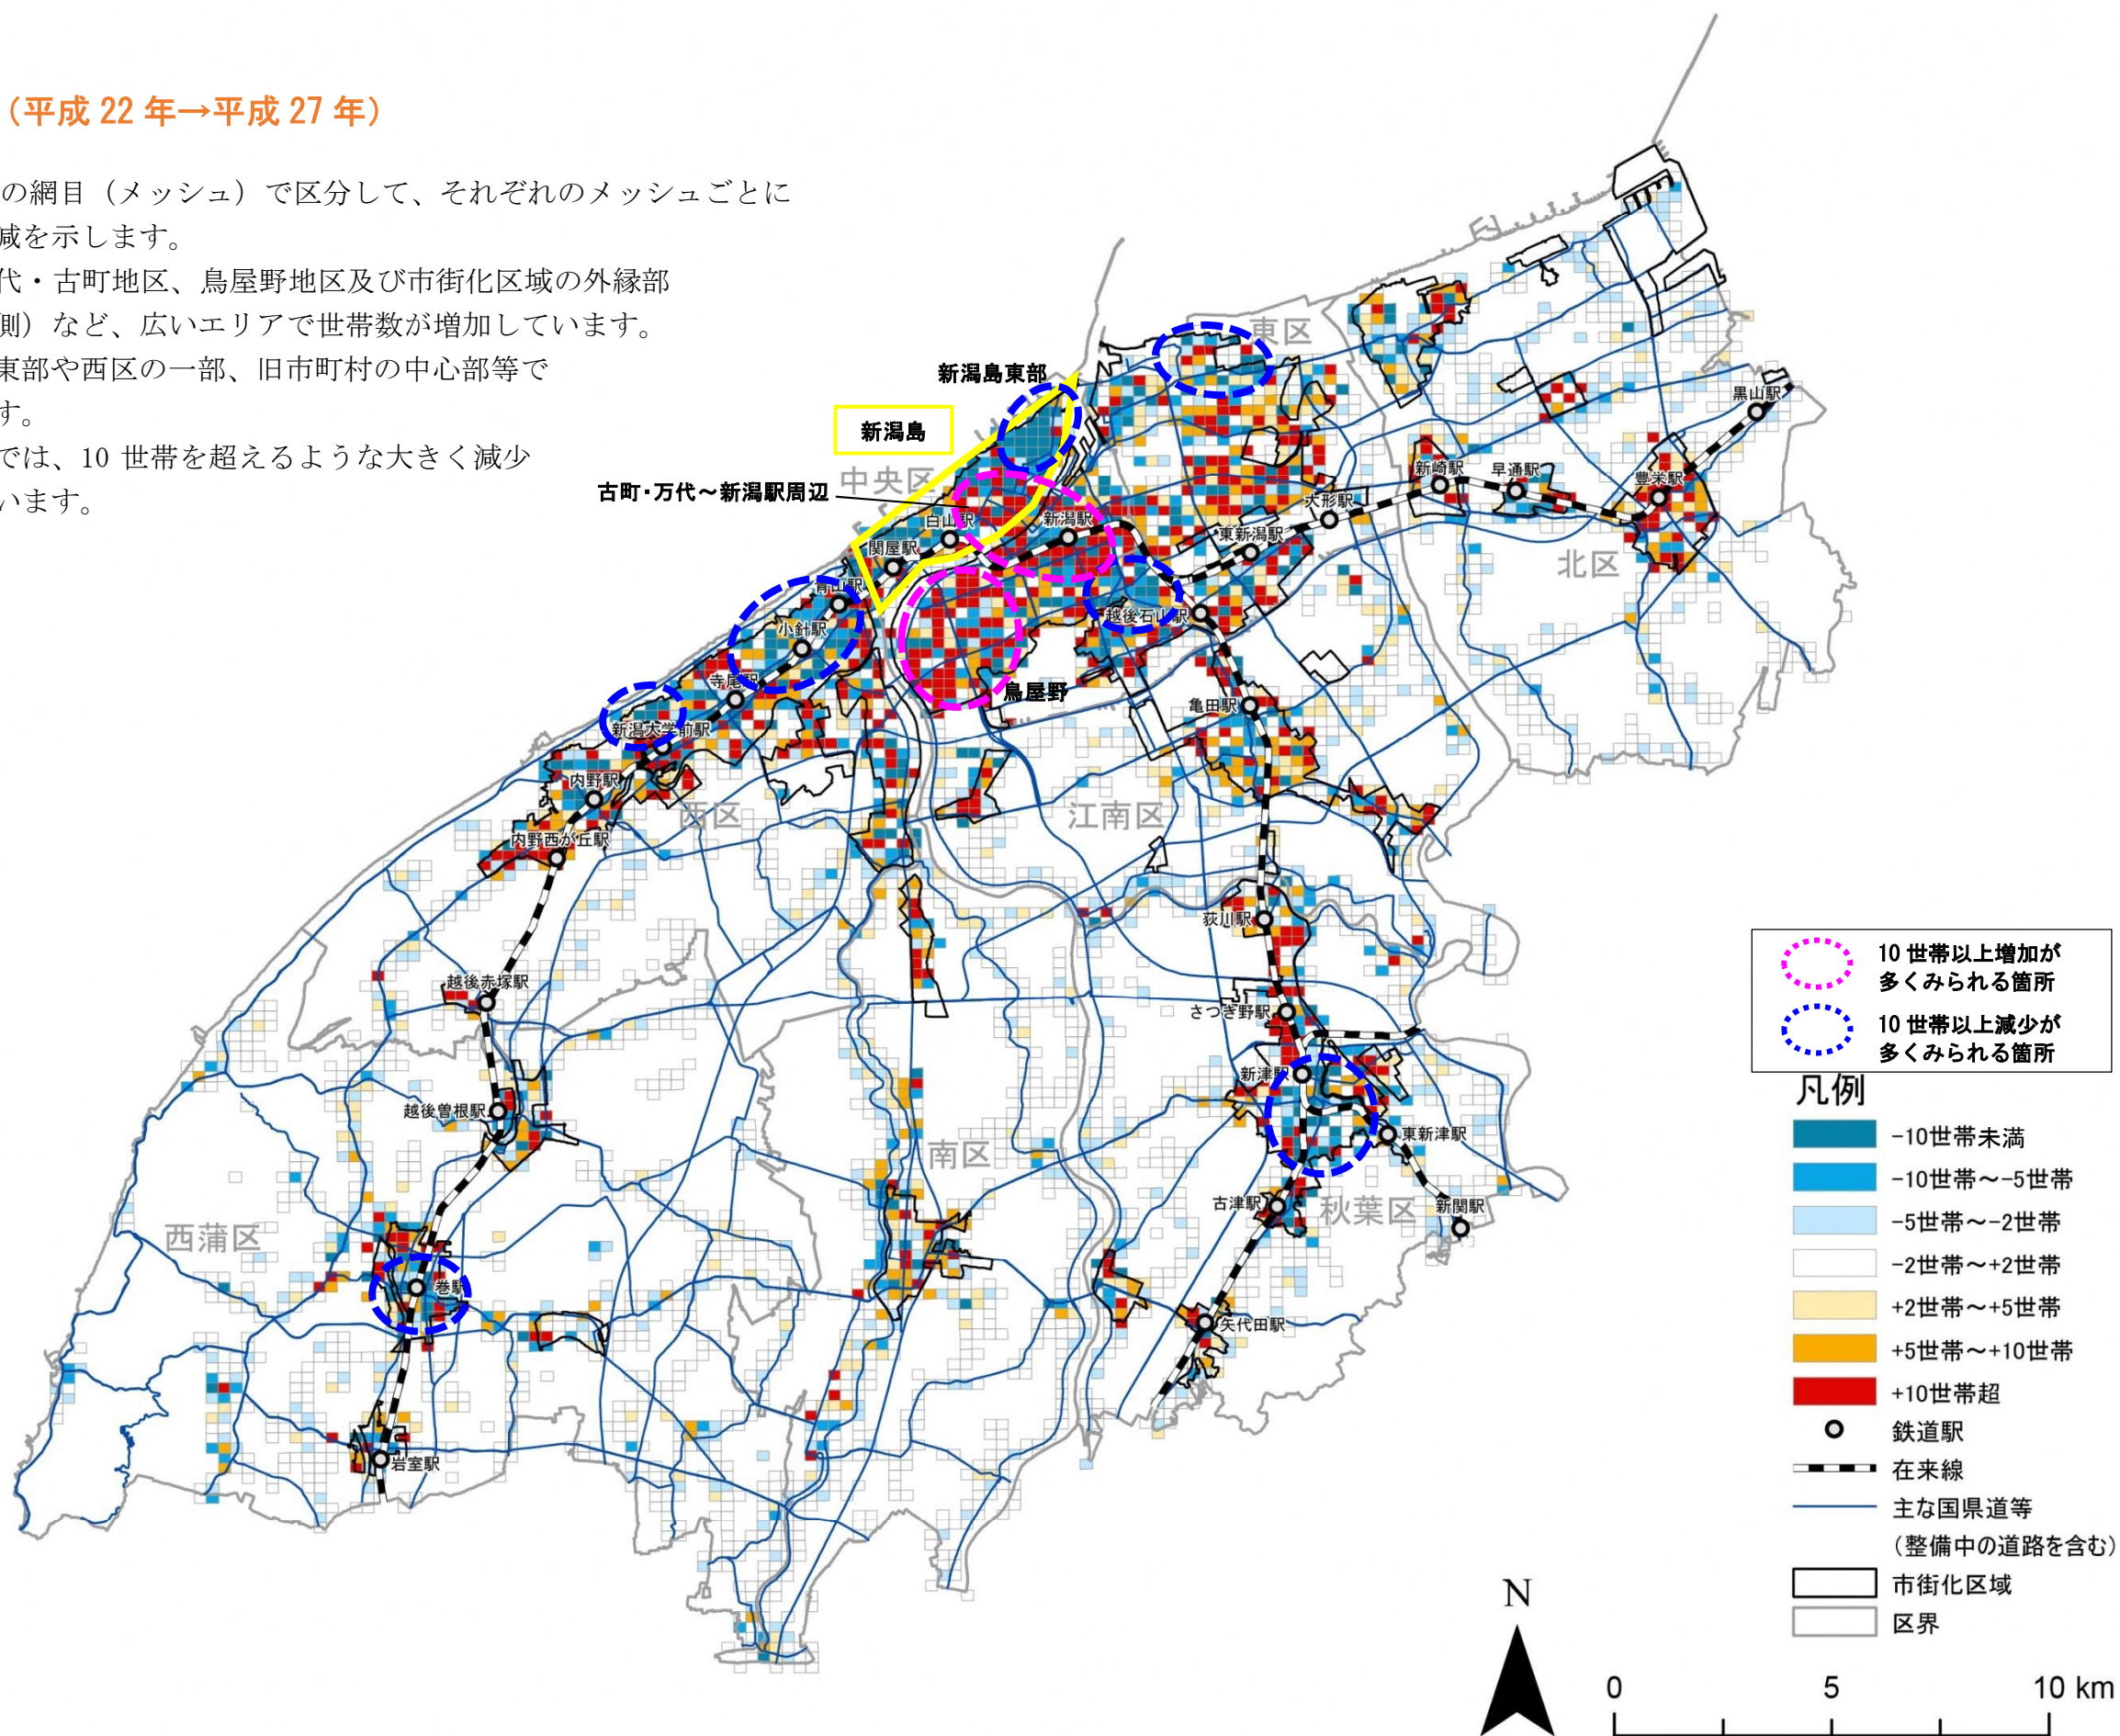 （平成 22 年→平成 27 年）
の網目（メッシュ）で区分して、それぞれのメッシュごとに
減を示します。
代・古町地区、鳥屋野地区及び市街化区域の外縁部
側）など、広いエリアで世帯数が増加しています。
東部や西区の一部、旧市町村の中心部等で
す。
では、10 世帯を超えるような大きく減少
います。
東区
新潟島東部
黒山駅
新潟島
中央区
新崎駅
早通駅
豊栄駅
古町・万代～新潟駅周辺
大形駅
白山駅
新潟駅
東新潟駅
関屋駅
北区
青山駅
越後石山駅
小針駅
寺尾駅
鳥屋野
亀田駅
新潟大学前駅
内野駅
西区
江南区
内野西が丘駅
荻川駅
越後赤塚駅
さつき野駅
新津駅
越後曽根駅
東新津駅
南区
古津駅
秋葉区
新関駅
西蒲区
巻駅
矢代田駅
岩室駅
10 世帯以上増加が
多くみられる箇所
10 世帯以上減少が
多くみられる箇所
凡例
-10世帯未満
-10世帯～-5世帯
-5世帯～-2世帯
-2世帯～+2世帯
+2世帯～+5世帯
+5世帯～+10世帯
+10世帯超
鉄道駅
在来線
主な国県道等
（整備中の道路を含む）
市街化区域
区界
N
0 5 10 km